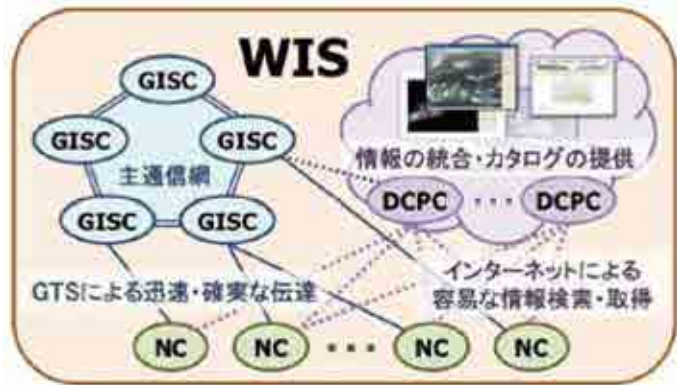 WIS
GISC
GISC
GISC
主通信網
GISC
GISC
情報の統合・カタログの提供
DCPC
・・・
DCPC
GTSによる迅速・確実な伝達
インターネットによる
容易な情報検索・取得
NC
NC
・・・
NC
NC